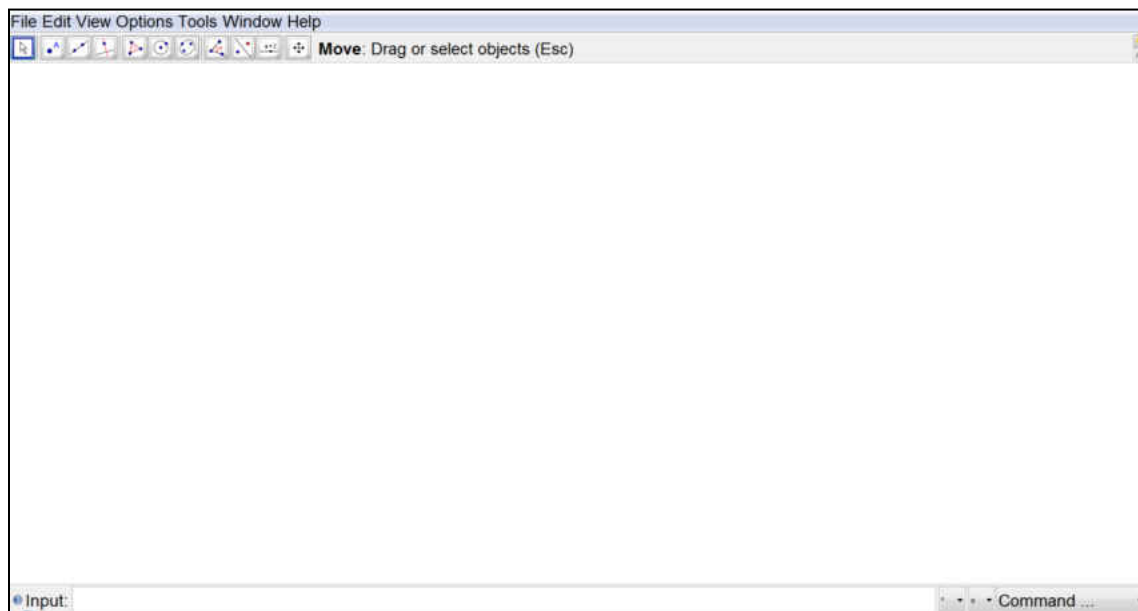 File Edit View Options Tools Window Help
Move: Drag or select objects (Esc)
Input:
Command ...